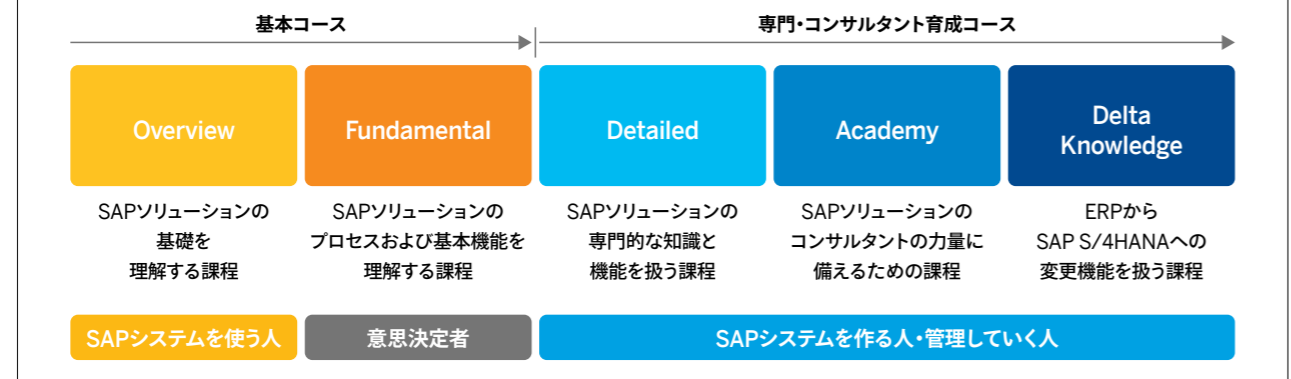 基本コース
専門・コンサルタント育成コース
Overview
Fundamental
Detailed
Academy
Delta
Knowledge
SAPソリューションの
基礎を
理解する課程
SAPソリューションの
プロセスおよび基本機能を
理解する課程
SAPソリューションの
専門的な知識と
機能を扱う課程
SAPソリューションの
コンサルタントの力量に
備えるための課程
ERPから
SAP S/4HANAへの
変更機能を扱う課程
SAPシステムを使う人
意思決定者
SAPシステムを作る人・管理していく人